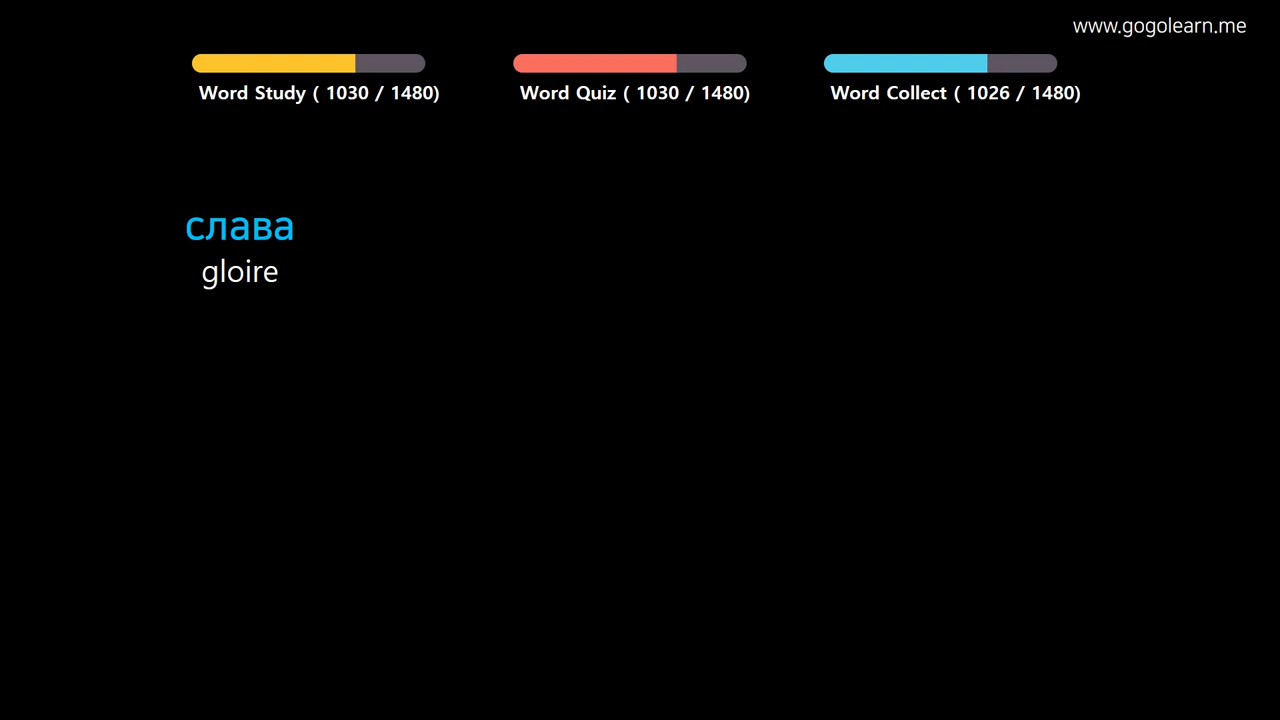 www.gogolearn.me
Word Study ( 1030 / 1480)
Word Quiz ( 1030 / 1480)
Word Collect ( 1026 / 1480)
слава
gloire